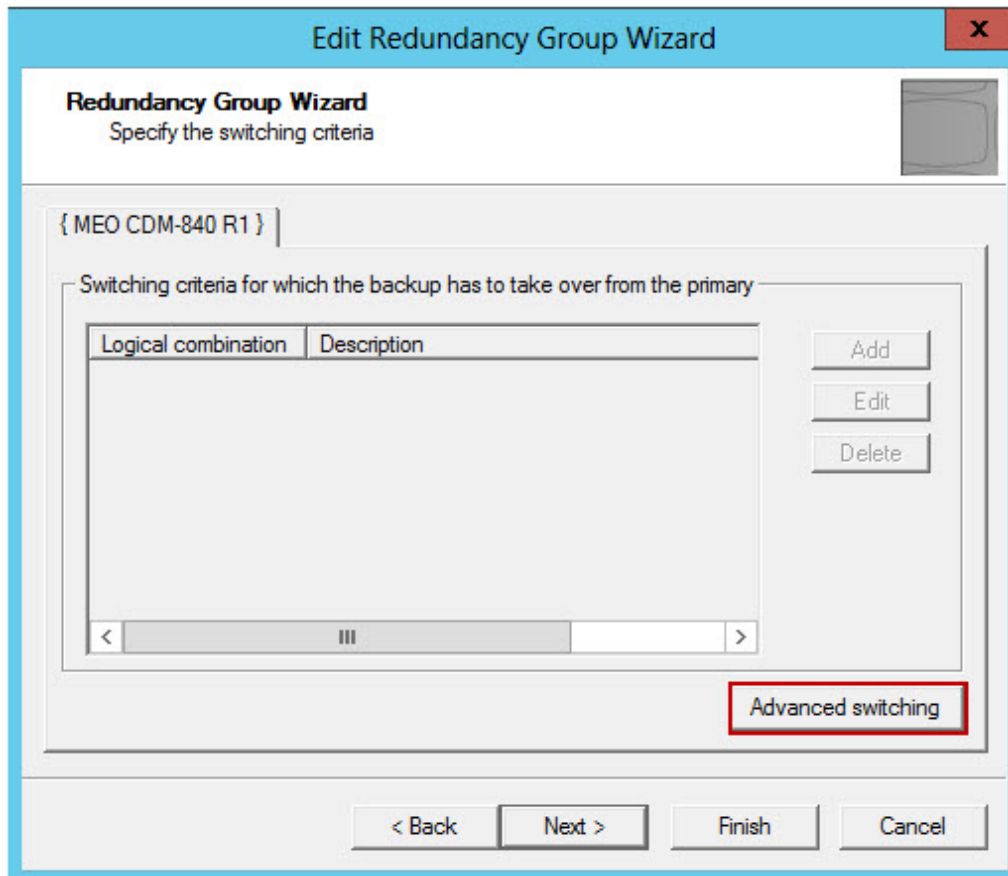 Edit Redundancy Group Wizard
X
Redundancy Group Wizard
Specify the switching criteria
{ MEO CDM-840 R1 }
Switching criteria for which the backup has to take over from the primary
Logical combination Description
Add
Edit
Delete
Advanced switching
< Back Next > Finish Cancel